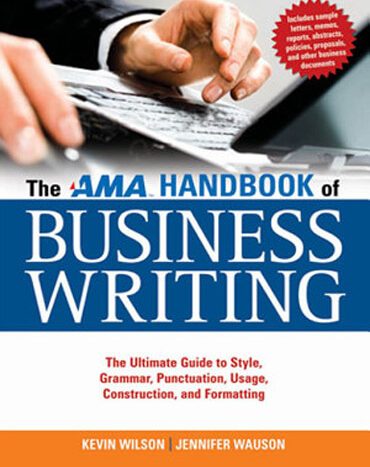 Includes sample
letters, memos,
reports, abstracts,
policies, proposals,
and other business
documents
The AMA™ HANDBOOK of
BUSINESS
WRITING
The Ultimate Guide to Style,
Grammar, Punctuation, Usage,
Construction, and Formatting
KEVIN WILSON | JENNIFER WAUSON